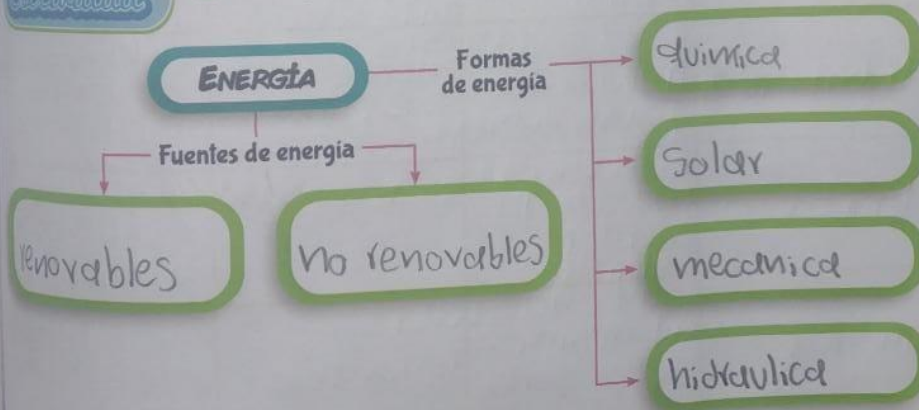 ENERGÍA
Formas
de energía
Fuentes de energía
renovables
no renovables
quimica
Solar
mecanica
hidraulica